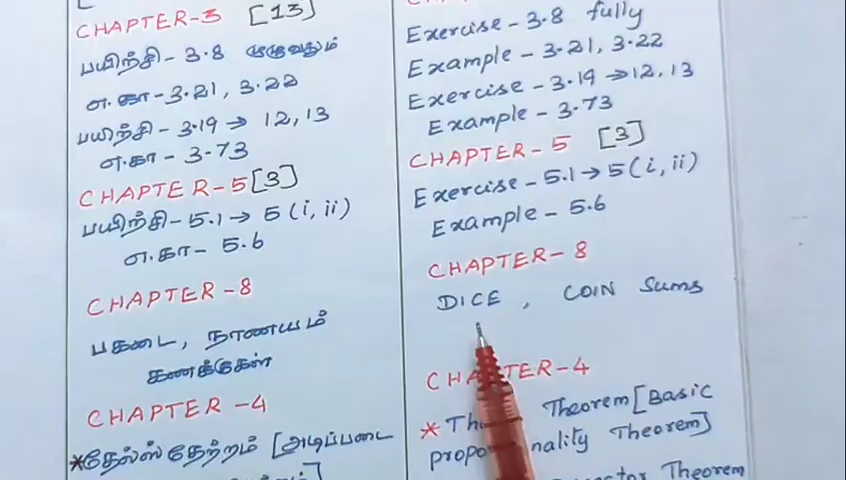 CHAPTER-3 [13]
பயிற்சி - 3.8 முழுவதும்
எ.கா - 3.21, 3.22
பயிற்சி - 3.19 → 12, 13
எ.கா - 3.73
CHAPTER-5 [3]
பயிற்சி - 5.1 → 5 (i, ii)
எ.கா - 5.6
CHAPTER-8
பகடை, நாணயம்
கணக்குகள்
CHAPTER-4
*தேல்ஸ் தேற்றம் [அடிப்படை
Exercise - 3.8 fully
Example - 3.21, 3.22
Exercise - 3.19 → 12, 13
Example - 3.73
CHAPTER-5 [3]
Exercise - 5.1 → 5 (i, ii)
Example - 5.6
CHAPTER-8
DICE, COIN Sums
CHAPTER-4
* Theorem [Basic
Theorem]
Theorem